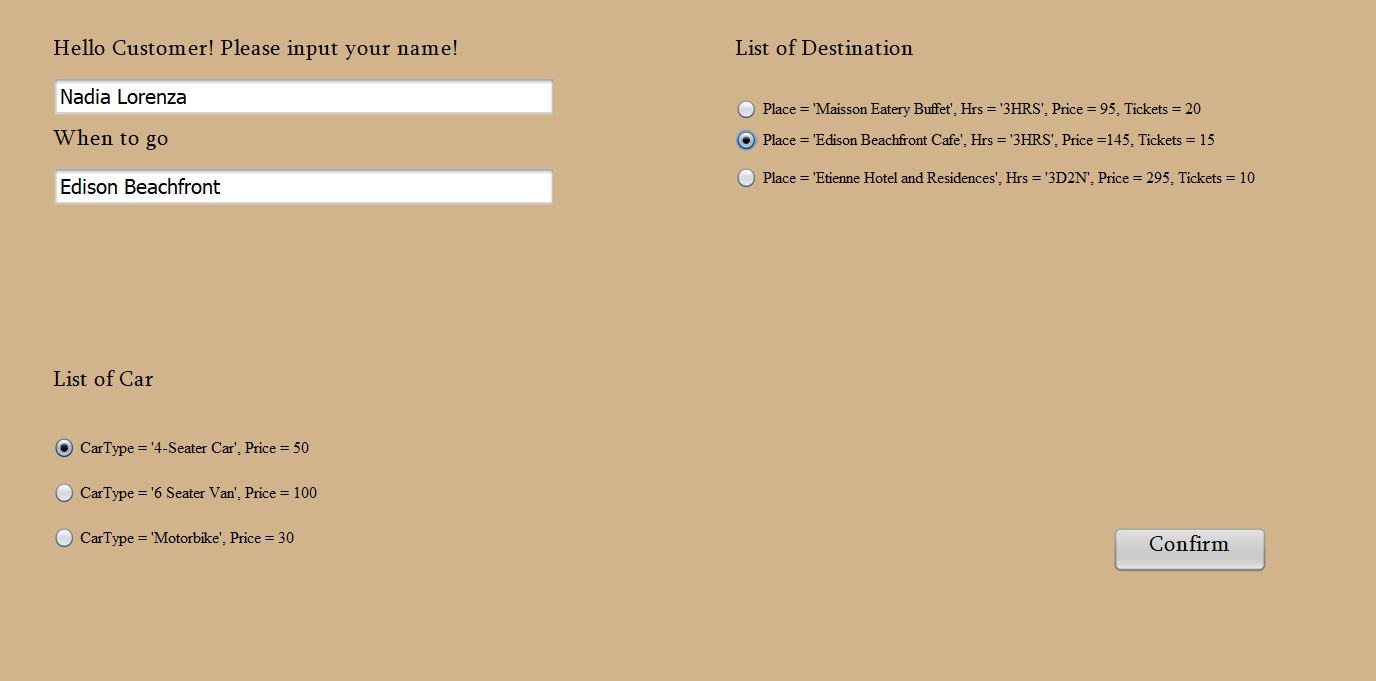 Hello Customer! Please input your name!
Nadia Lorenza
When to go
Edison Beachfront
List of Destination
Place = 'Maisson Eatery Buffet', Hrs = '3HRS', Price = 95, Tickets = 20
Place = 'Edison Beachfront Cafe', Hrs = '3HRS', Price =145, Tickets = 15
Place = 'Etienne Hotel and Residences', Hrs = '3D2N', Price = 295, Tickets = 10
List of Car
CarType = '4-Seater Car', Price = 50
CarType = '6 Seater Van', Price = 100
CarType = 'Motorbike', Price = 30
Confirm